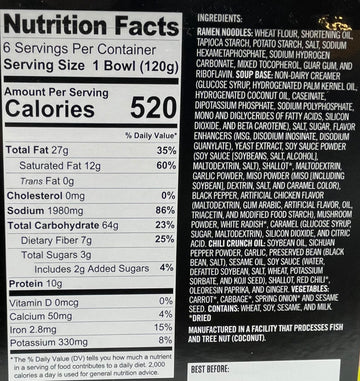 Nutrition Facts
6 Servings Per Container
Serving Size 1 Bowl (120g)
Amount Per Serving
Calories 520
% Daily Value*
Total Fat 27g 35%
Saturated Fat 12g 60%
Trans Fat 0g
Cholesterol 0mg 0%
Sodium 1980mg 86%
Total Carbohydrate 64g 23%
Dietary Fiber 7g 25%
Total Sugars 3g
Includes 2g Added Sugars 4%
Protein 10g
Vitamin D 0mcg 0%
Calcium 50mg 4%
Iron 2.8mg 15%
Potassium 330mg 8%
*The % Daily Value (DV) tells you how much a nutrient
in a serving of food contributes to a daily diet. 2,000
calories a day is used for general nutrition advice.
INGREDIENTS:
RAMEN NOODLES: WHEAT FLOUR, SHORTENING OIL,
TAPIOCA STARCH, POTATO STARCH, SALT, SODIUM
HEXAMETAPHOSPHATE, SODIUM HYDROGEN
CARBONATE, MIXED TOCOPHEROL, GUAR GUM, AND
RIBOFLAVIN. SOUP BASE: NON-DAIRY CREAMER
(GLUCOSE SYRUP, HYDROGENATED PALM KERNEL OIL,
HYDROGENATED COCONUT OIL, CASEINATE,
DIPOTASSIUM PHOSPHATE, SODIUM POLYPHOSPHATE,
MONO AND DIGLYCERIDES OF FATTY ACIDS, SILICON
DIOXIDE, AND BETA CAROTENE), SALT, SUGAR, FLAVOR
ENHANCERS (MSG, DISODIUM INOSINATE, DISODIUM
GUANYLATE), YEAST EXTRACT, SOY SAUCE POWDER
(SOY SAUCE [SOYBEANS, SALT, ALCOHOL],
MALTODEXTRIN, SALT), SHALLOT*, MALTODEXTRIN,
GARLIC POWDER, MISO POWDER (MISO [INCLUDING
SOYBEAN], DEXTRIN, SALT, AND CARAMEL COLOR),
BLACK PEPPER, ARTIFICIAL CHICKEN FLAVOR
(MALTODEXTRIN, GUM ARABIC, ARTIFICIAL FLAVOR, OIL,
TRIACETIN, AND MODIFIED FOOD STARCH), MUSHROOM
POWDER, WHITE RADISH*, CARAMEL (GLUCOSE SYRUP,
SUGAR, MALTODEXTRIN), SILICON DIOXIDE, AND CITRIC
ACID. CHILI CRUNCH OIL: SOYBEAN OIL, SICHUAN
PEPPER POWDER, GARLIC, PRESERVED BEAN (BLACK
BEAN, SALT), SESAME OIL, SOY SAUCE (WATER,
DEFATTED SOYBEAN, SALT, WHEAT, POTASSIUM
SORBATE, AND KOJI SEED), SHALLOT, RED CHILI*,
OLEORESIN PAPRIKA, AND GINGER. VEGETABLES:
CARROT*, CABBAGE*, SPRING ONION* AND SESAME
SEED. CONTAINS: WHEAT, SOY, SESAME, AND MILK.
*DRIED
MANUFACTURED IN A FACILITY THAT PROCESSES FISH
AND TREE NUT (COCONUT).
BEST BEFORE: